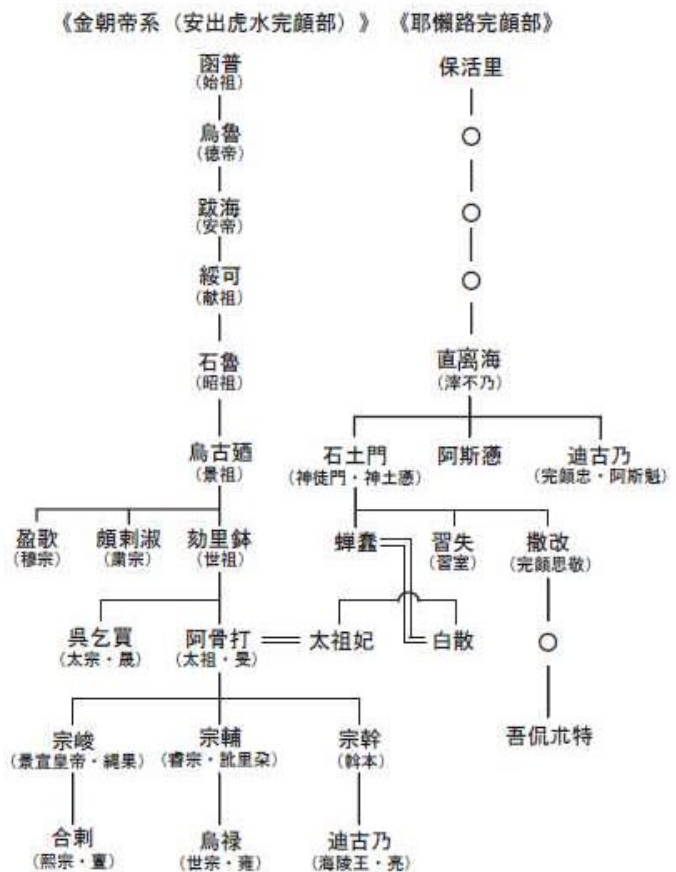 《金朝帝系（安出虎水完顔部）》 《耶懶路完顔部》
函普 保活里
（始祖）
烏魯
（徳帝）
跋海
（安帝）
綏可
（献祖）
石魯 直离海
（昭祖） （滓不乃）
烏古廼 石土門 阿斯懣 迪古乃
（景祖） （神徒門・神土懣） （完顔忠・阿斯魁）
盈歌 頗剌淑 劾里鉢 蝉蠢 習失 撒改
（穆宗） （粛宗） （世祖） （習室） （完顔思敬）
呉乞買 阿骨打 太祖妃 白散
（太宗・晟） （太祖・旻）
宗峻 宗輔 宗幹 吾侃朮特
（景宣皇帝・縄果） （睿宗・訛里朶） （斡本）
合剌 烏禄 迪古乃
（熙宗・亶） （世宗・雍） （海陵王・亮）